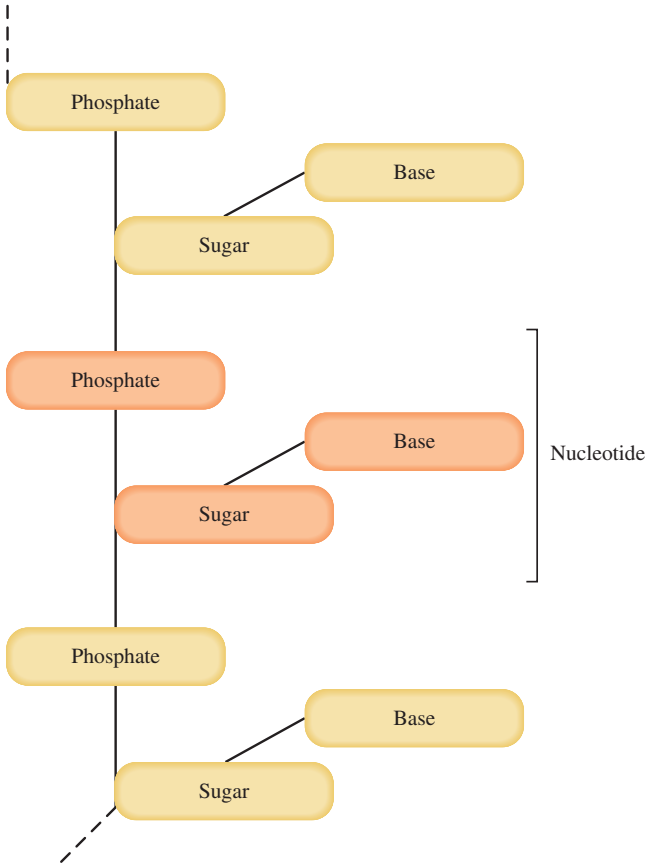 Phosphate
Base
Sugar
Phosphate
Base
Nucleotide
Sugar
Phosphate
Base
Sugar